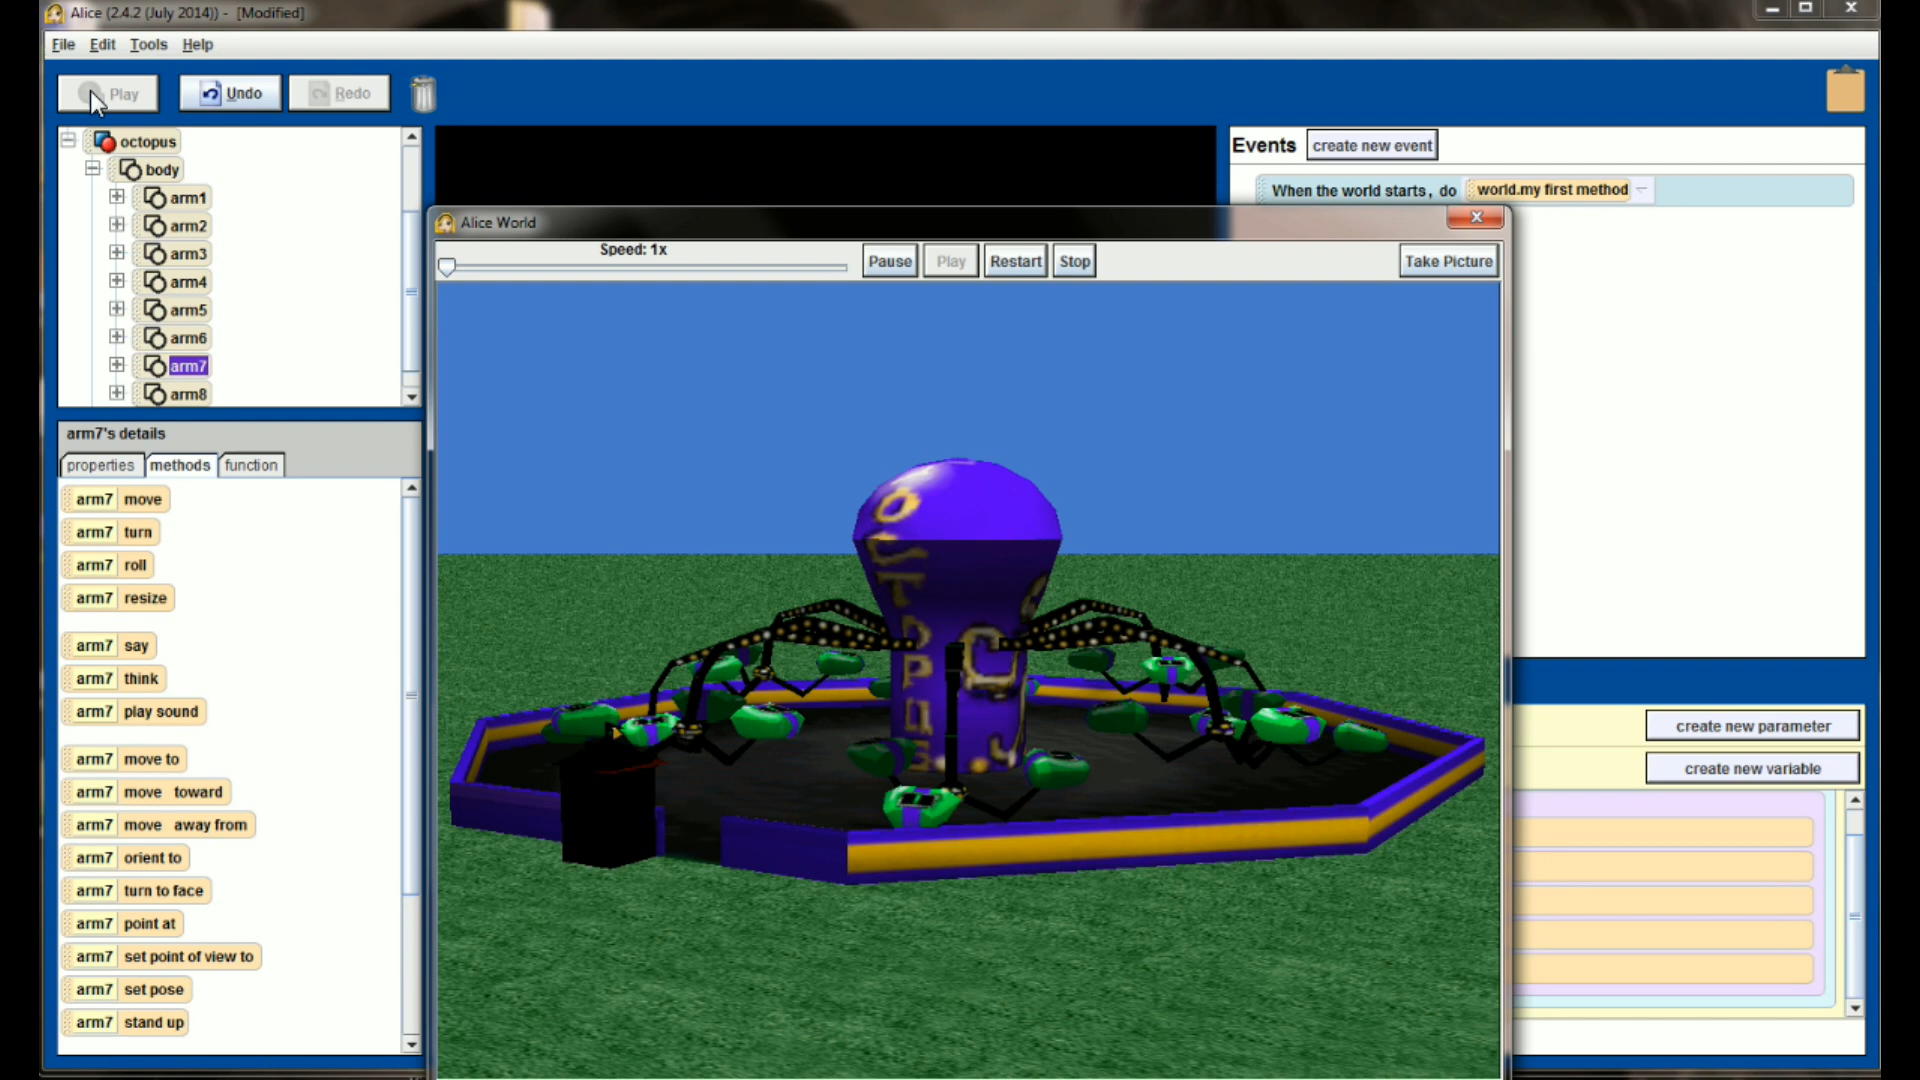 Alice (2.4.2 (July 2014)) - [Modified]
File Edit Tools Help
Play Undo Redo
octopus
body
arm1
arm2
arm3
arm4
arm5
arm6
arm7
arm8
Events create new event
When the world starts, do world.my first method
Alice World
Speed: 1x
Pause Play Restart Stop Take Picture
arm7's details
properties methods function
arm7 move
arm7 turn
arm7 roll
arm7 resize
arm7 say
arm7 think
arm7 play sound
arm7 move to
arm7 move toward
arm7 move away from
arm7 orient to
arm7 turn to face
arm7 point at
arm7 set point of view to
arm7 set pose
arm7 stand up
OCTOPUS
create new parameter
create new variable